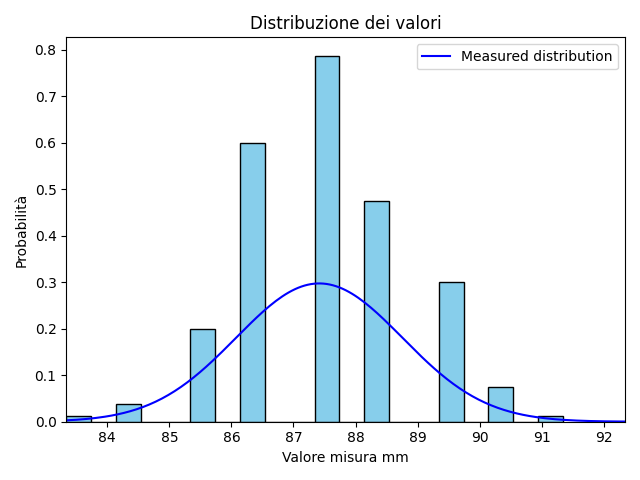 Distribuzione dei valori
Measured distribution
Probabilità
0.8
0.7
0.6
0.5
0.4
0.3
0.2
0.1
0.0
84 85 86 87 88 89 90 91 92
Valore misura mm